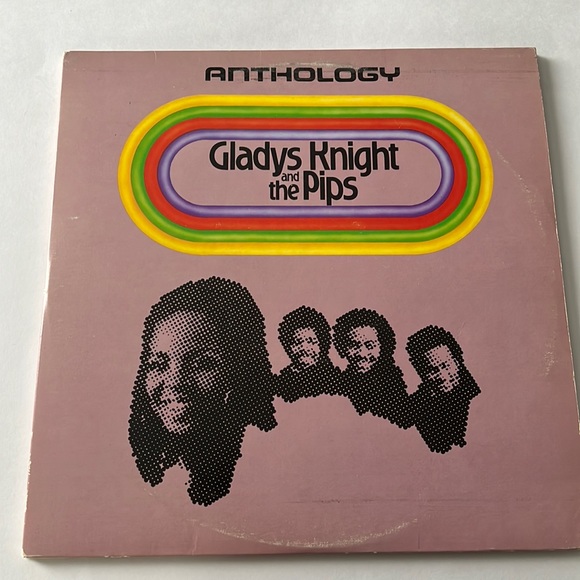 ANTHOLOGY
Gladys Knight
and
the Pips